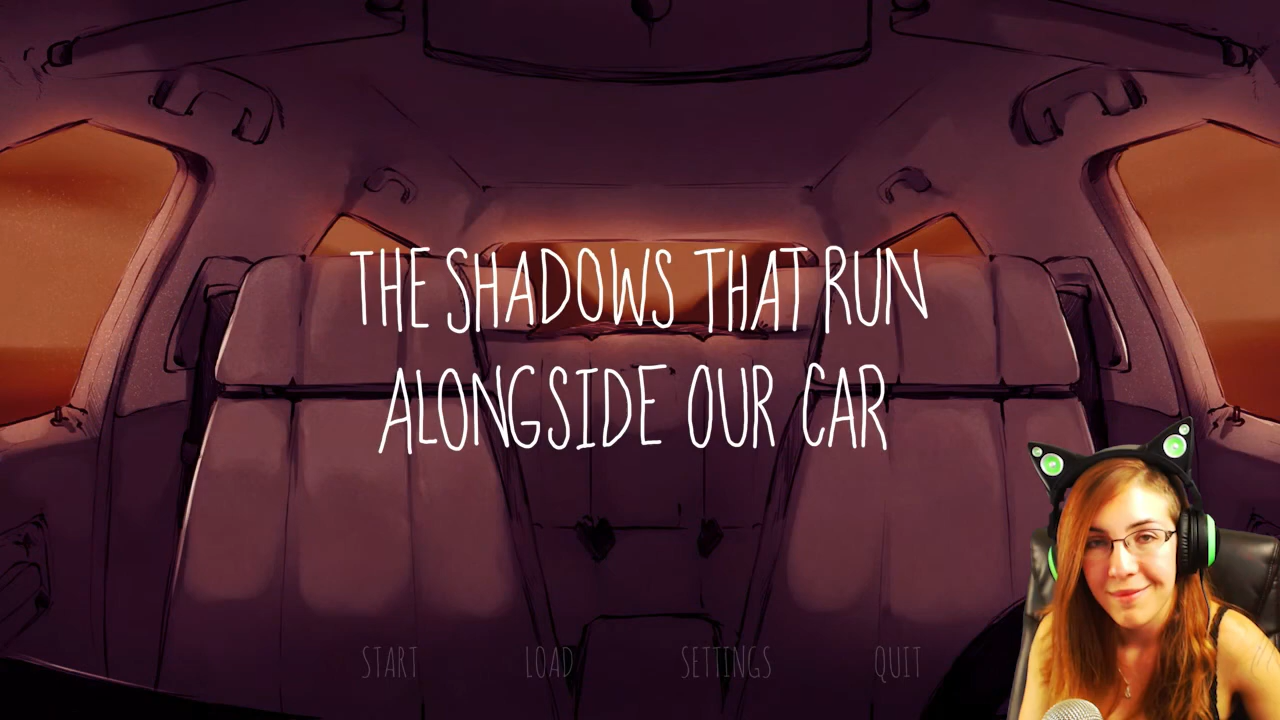 THE SHADOWS THAT RUN
ALONGSIDE OUR CAR
START LOAD SETTINGS QUIT